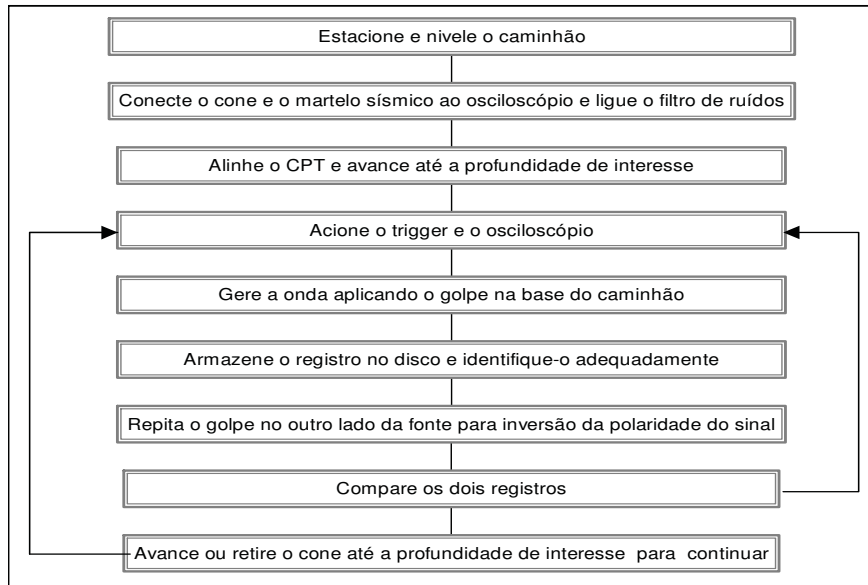 Estacione e nivele o caminhão
Conecte o cone e o martelo sísmico ao osciloscópio e ligue o filtro de ruídos
Alinhe o CPT e avance até a profundidade de interesse
Acione o trigger e o osciloscópio
Gere a onda aplicando o golpe na base do caminhão
Armazene o registro no disco e identifique-o adequadamente
Repita o golpe no outro lado da fonte para inversão da polaridade do sinal
Compare os dois registros
Avance ou retire o cone até a profundidade de interesse para continuar